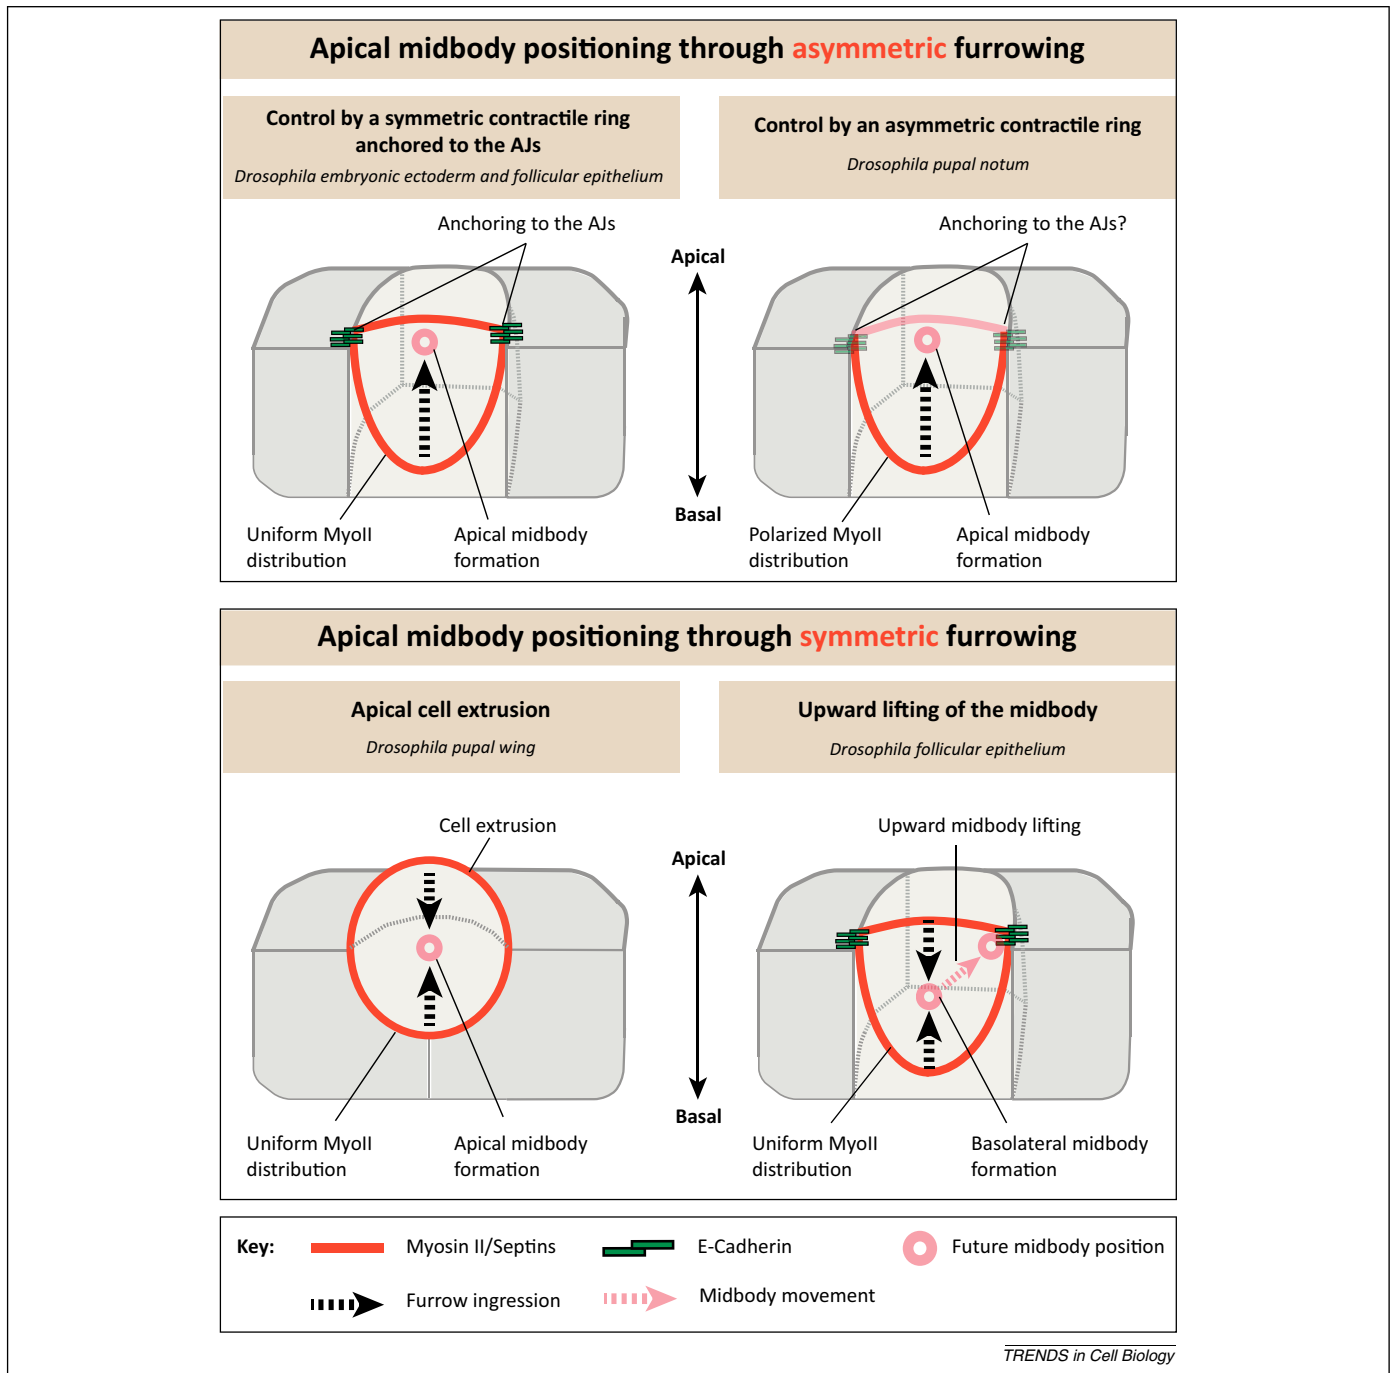 Apical midbody positioning through asymmetric furrowing
Control by a symmetric contractile ring
anchored to the AJs
Drosophila embryonic ectoderm and follicular epithelium
Control by an asymmetric contractile ring
Drosophila pupal notum
Anchoring to the AJs
Anchoring to the AJs?
Apical
Basal
Uniform MyoII
distribution
Apical midbody
formation
Polarized MyoII
distribution
Apical midbody
formation
Apical midbody positioning through symmetric furrowing
Apical cell extrusion
Drosophila pupal wing
Upward lifting of the midbody
Drosophila follicular epithelium
Cell extrusion
Upward midbody lifting
Apical
Basal
Uniform MyoII
distribution
Apical midbody
formation
Uniform MyoII
distribution
Basolateral midbody
formation
Key:
Myosin II/Septins
E-Cadherin
Future midbody position
Furrow ingression
Midbody movement
TRENDS in Cell Biology